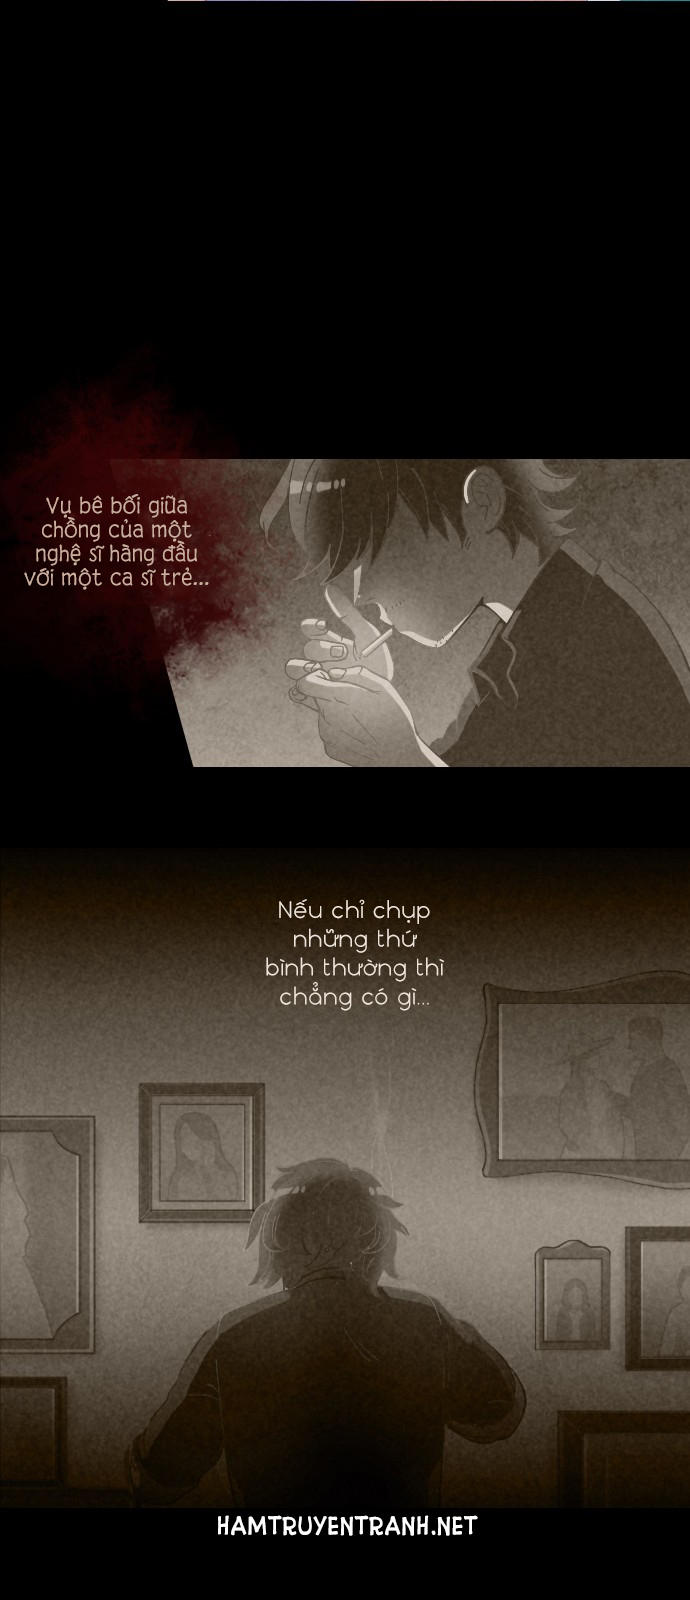 Vụ bê bối giữa
chồng của một
nghệ sĩ hàng đầu
với một ca sĩ trẻ...
Nếu chỉ chụp
những thứ
bình thường thì
chẳng có gì...
HAMTRUYENTRANH.NET